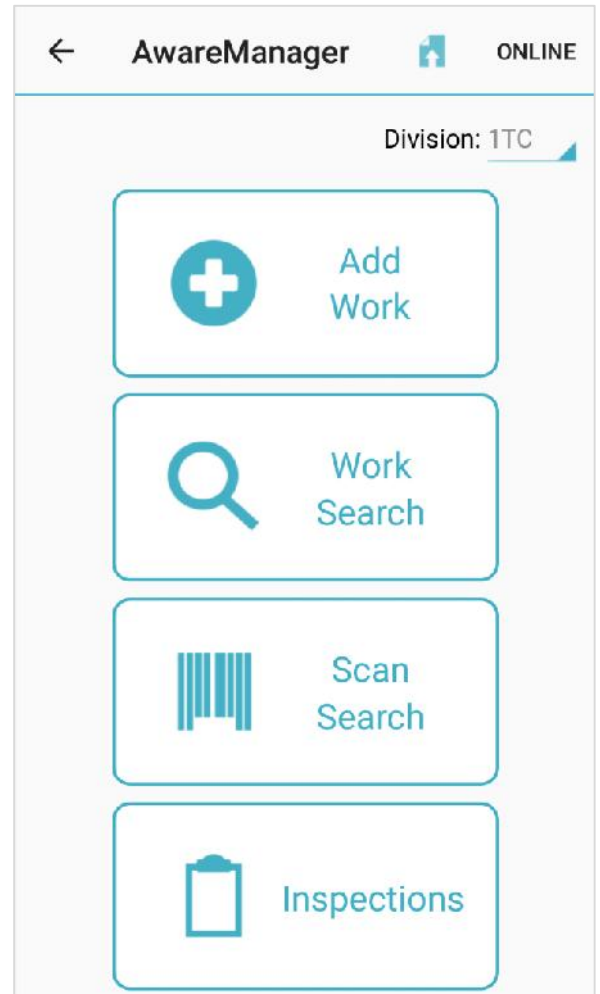 AwareManager ONLINE
Division: 1TC
Add
Work
Work
Search
Scan
Search
Inspections